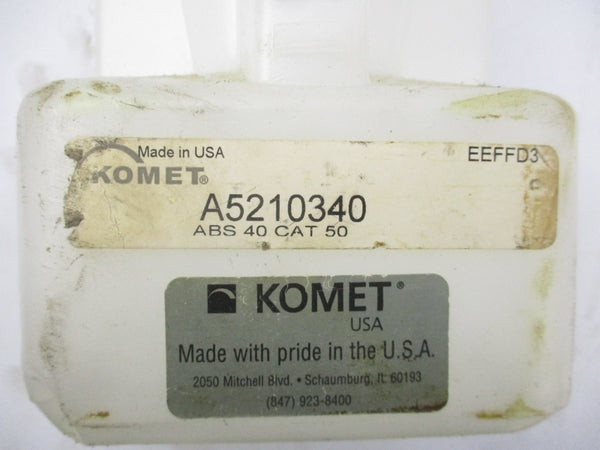 Made in USA EEFFD3
KOMET®
A5210340
ABS 40 CAT 50
KOMET®
USA
Made with pride in the U.S.A.
2050 Mitchell Blvd. • Schaumburg, IL 60193
(847) 923-8400